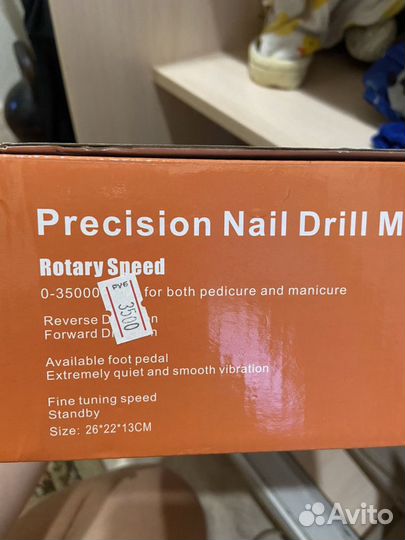 Precision Nail Drill M
Rotary Speed
0-35000 for both pedicure and manicure
РУБ
3500
Reverse D n
Forward D n
Available foot pedal
Extremely quiet and smooth vibration
Fine tuning speed
Standby
Size: 26*22*13CM
Avito